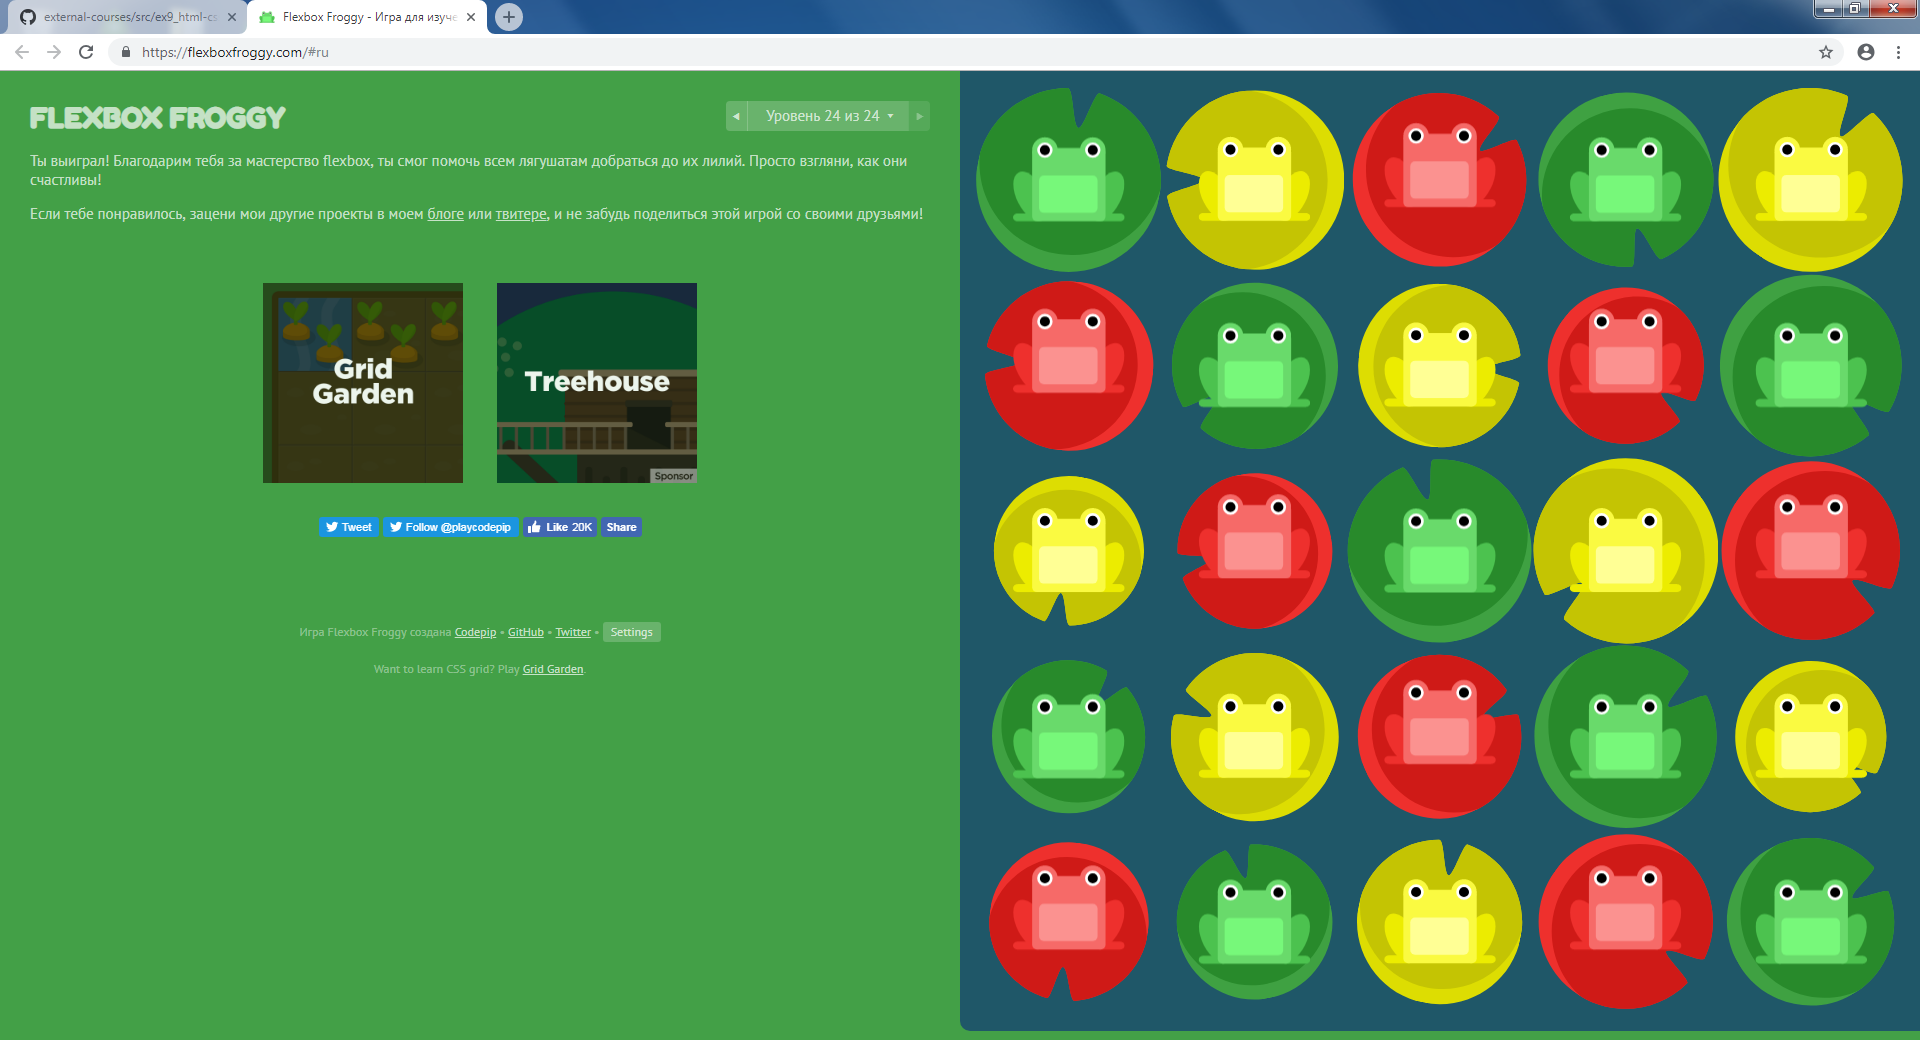 external-courses/src/ex9_html-cs
Flexbox Froggy - Игра для изуче
https://flexboxfroggy.com/#ru
FLEXBOX FROGGY
Уровень 24 из 24
Ты выиграл! Благодарим тебя за мастерство flexbox, ты смог помочь всем лягушатам добраться до их лилий. Просто взгляни, как они
счастливы!
Если тебе понравилось, зацени мои другие проекты в моем блоге или твитере, и не забудь поделиться этой игрой со своими друзьями!
Grid
Garden
Treehouse
Sponsor
Tweet Follow @playcodepip Like 20K Share
Игра Flexbox Froggy создана Codepip • GitHub • Twitter • Settings
Want to learn CSS grid? Play Grid Garden.